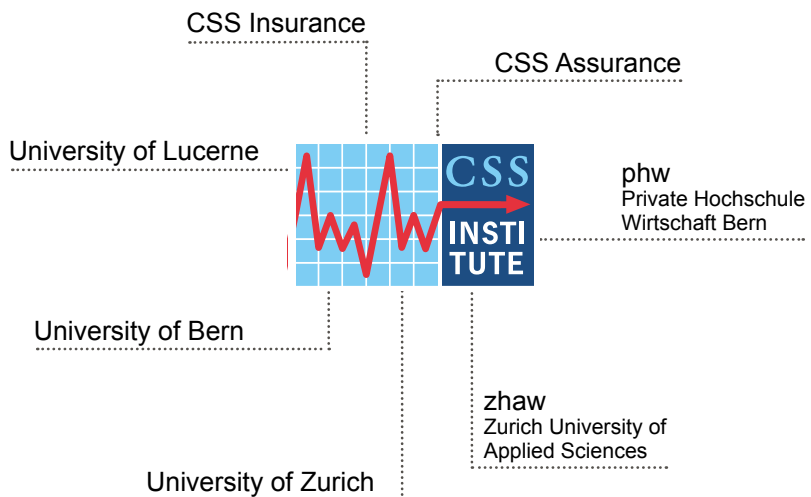 CSS Insurance
CSS Assurance
University of Lucerne
CSS
INSTI
TUTE
phw
Private Hochschule
Wirtschaft Bern
University of Bern
zhaw
Zurich University of
Applied Sciences
University of Zurich